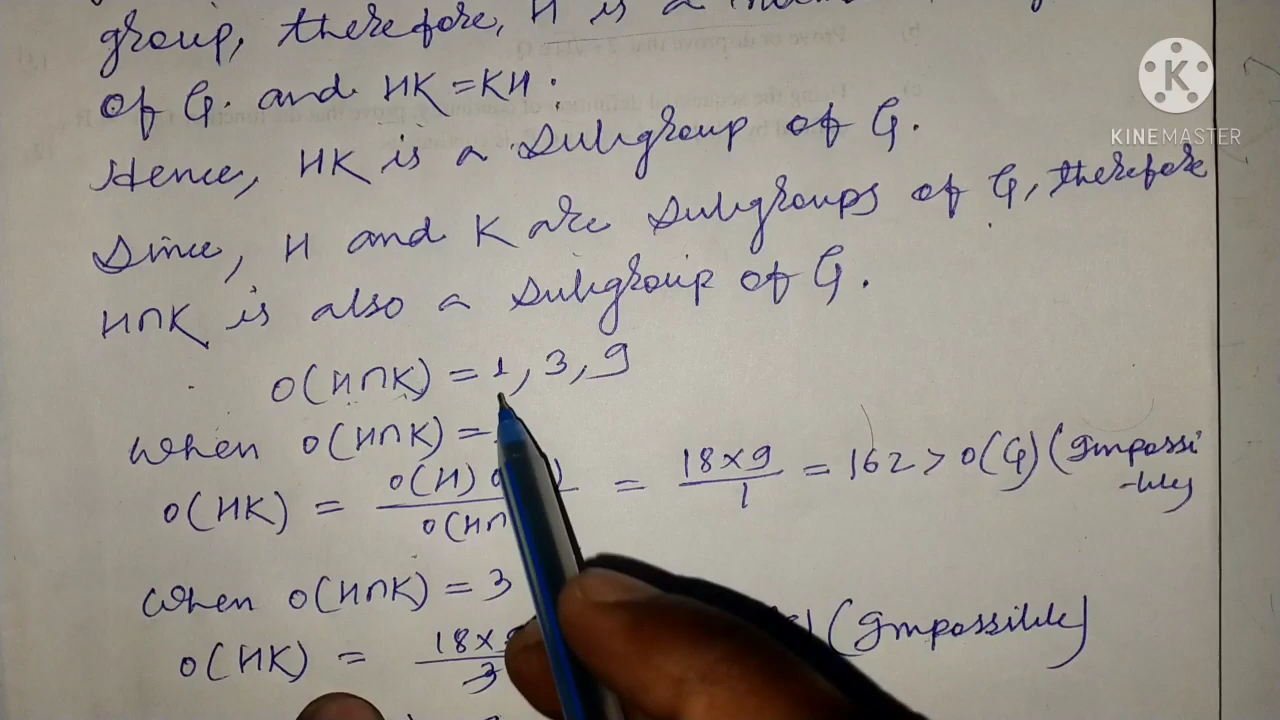 group, therefore, H is a
of G. and HK = KH.
Hence, HK is a Subgroup of G.
Since, H and K are Subgroups of G, therefore
H∩K is also a Subgroup of G.
O(H∩K) = 1, 3, 9
When O(H∩K) =
O(HK) = O(H) O / O(H∩ = 18×9 / 1 = 162 > O(G) (Impossi
-ble)
When O(H∩K) = 3
O(HK) = 18× / 3 (Impossible)
K
KINEMASTER